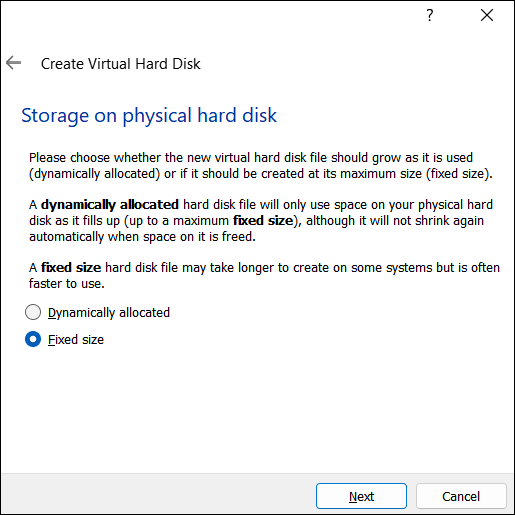 ?
Create Virtual Hard Disk
Storage on physical hard disk
Please choose whether the new virtual hard disk file should grow as it is used
(dynamically allocated) or if it should be created at its maximum size (fixed size).
A dynamically allocated hard disk file will only use space on your physical hard
disk as it fills up (up to a maximum fixed size), although it will not shrink again
automatically when space on it is freed.
A fixed size hard disk file may take longer to create on some systems but is often
faster to use.
Dynamically allocated
Fixed size
Next Cancel